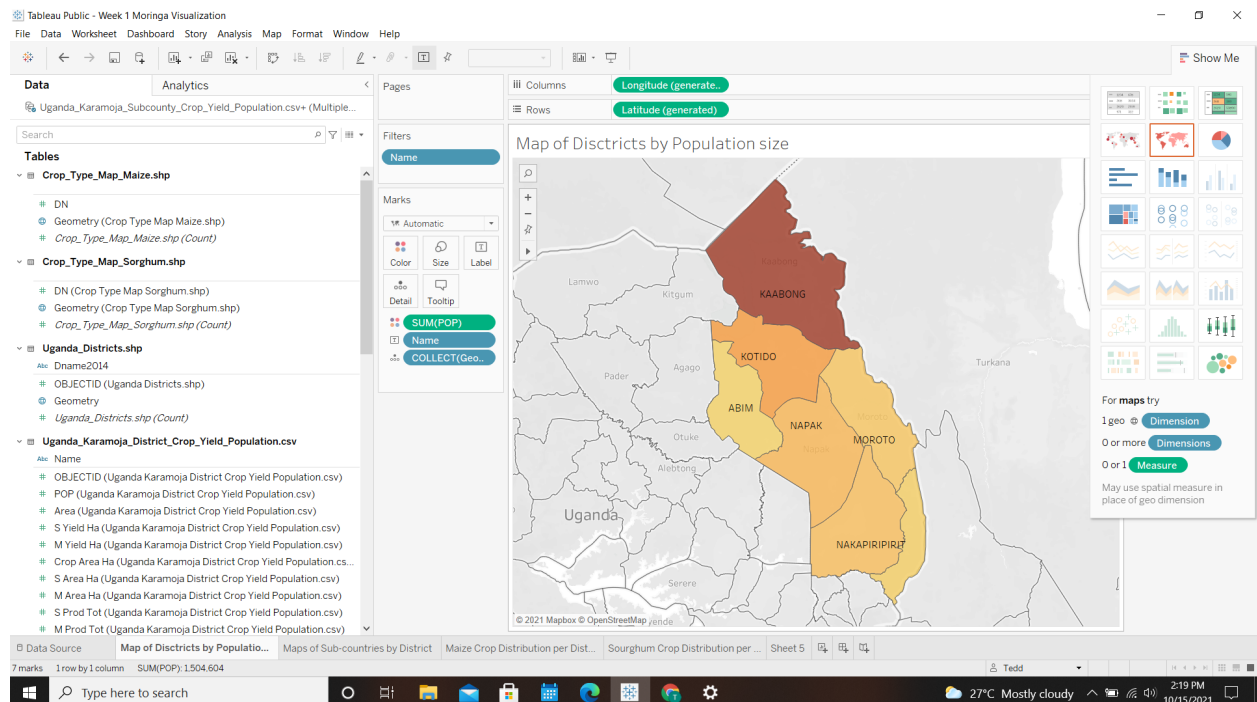 Tableau Public - Week 1 Moringa Visualization
File Data Worksheet Dashboard Story Analysis Map Format Window Help
Show Me
Data
Analytics
Uganda_Karamoja_Subcounty_Crop_Yield_Population.csv+ (Multiple...
Search
Tables
Crop_Type_Map_Maize.shp
# DN
Geometry (Crop Type Map Maize.shp)
# Crop_Type_Map_Maize.shp (Count)
Crop_Type_Map_Sorghum.shp
# DN (Crop Type Map Sorghum.shp)
Geometry (Crop Type Map Sorghum.shp)
# Crop_Type_Map_Sorghum.shp (Count)
Uganda_Districts.shp
Abc Dname2014
# OBJECTID (Uganda Districts.shp)
Geometry
# Uganda_Districts.shp (Count)
Uganda_Karamoja_District_Crop_Yield_Population.csv
Abc Name
# OBJECTID (Uganda Karamoja District Crop Yield Population.csv)
# POP (Uganda Karamoja District Crop Yield Population.csv)
# Area (Uganda Karamoja District Crop Yield Population.csv)
# S Yield Ha (Uganda Karamoja District Crop Yield Population.csv)
# M Yield Ha (Uganda Karamoja District Crop Yield Population.csv)
# Crop Area Ha (Uganda Karamoja District Crop Yield Population.cs...
# S Area Ha (Uganda Karamoja District Crop Yield Population.csv)
# M Area Ha (Uganda Karamoja District Crop Yield Population.csv)
# S Prod Tot (Uganda Karamoja District Crop Yield Population.csv)
# M Prod Tot (Uganda Karamoja District Crop Yield Population.csv)
Pages
Filters
Name
Marks
Automatic
Color
Size
Label
Detail
Tooltip
SUM(POP)
Name
COLLECT(Geo..
Columns
Longitude (generate..
Rows
Latitude (generated)
Map of Disctricts by Population size
Kaabong
Lamwo
Kitgum
KAABONG
KOTIDO
Turkana
Agago
Pader
ABIM
Moroto
NAPAK
Otuke
MOROTO
Napak
Alebtong
Uganda
NAKAPIRIPIRIT
Serere
© 2021 Mapbox © OpenStreetMap
yende
For maps try
1 geo Dimension
0 or more Dimensions
0 or 1 Measure
May use spatial measure in
place of geo dimension
Data Source
Map of Disctricts by Populatio...
Maps of Sub-countries by District
Maize Crop Distribution per Dist...
Sourghum Crop Distribution per ...
Sheet 5
7 marks 1 row by 1 column SUM(POP): 1,504,604
Tedd
Type here to search
27°C Mostly cloudy
2:19 PM
10/15/2021